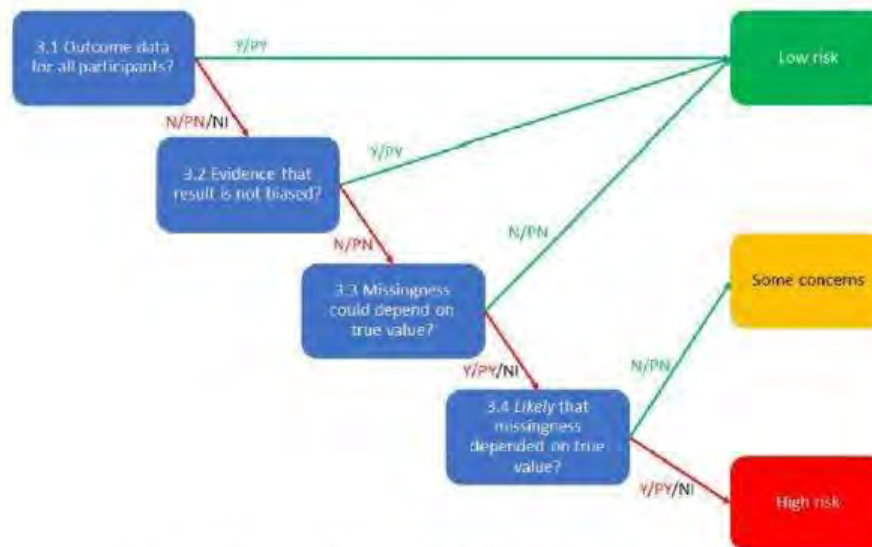 3.1 Outcome data
for all participants?
Y/PY
Low risk
N/PN/NI
3.2 Evidence that
result is not biased?
Y/PY
N/PN
N/PN
3.3 Missingness
could depend on
true value?
Some concerns
Y/PY/NI
N/PN
3.4 Likely that
missingness
depended on true
value?
Y/PY/NI
High risk